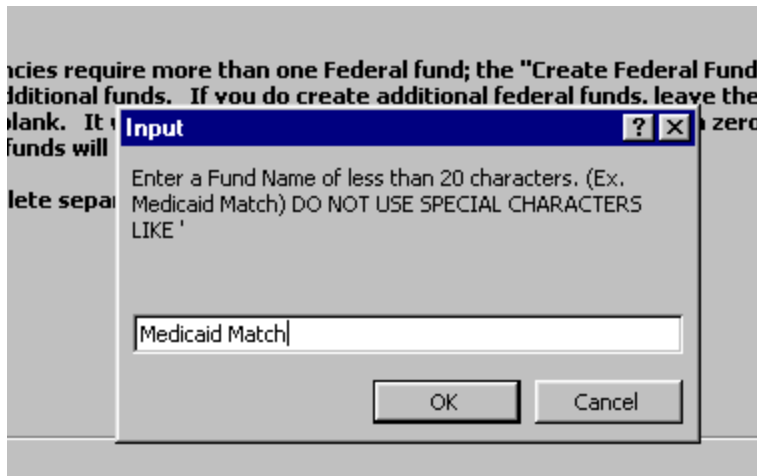 ncies require more than one Federal fund; the "Create Federal Fund
dditional funds. If you do create additional federal funds, leave the
blank. It
zero
funds will
lete sepa
Input
Enter a Fund Name of less than 20 characters. (Ex.
Medicaid Match) DO NOT USE SPECIAL CHARACTERS
LIKE '
Medicaid Match
OK Cancel